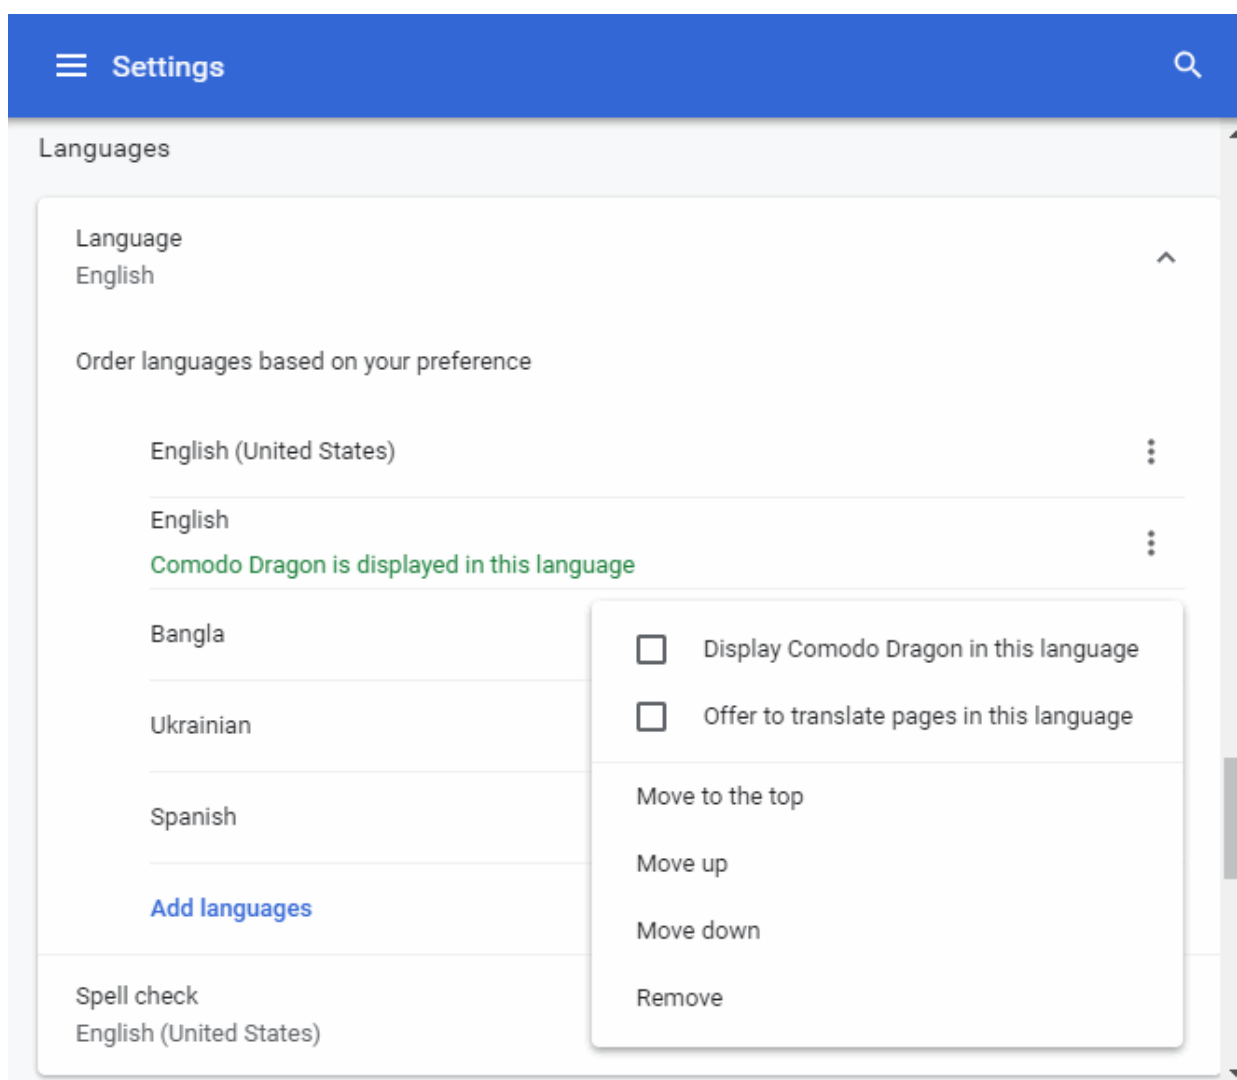 Settings
Languages
Language
English
Order languages based on your preference
English (United States)
English
Comodo Dragon is displayed in this language
Bangla
Ukrainian
Spanish
Add languages
Display Comodo Dragon in this language
Offer to translate pages in this language
Move to the top
Move up
Move down
Remove
Spell check
English (United States)